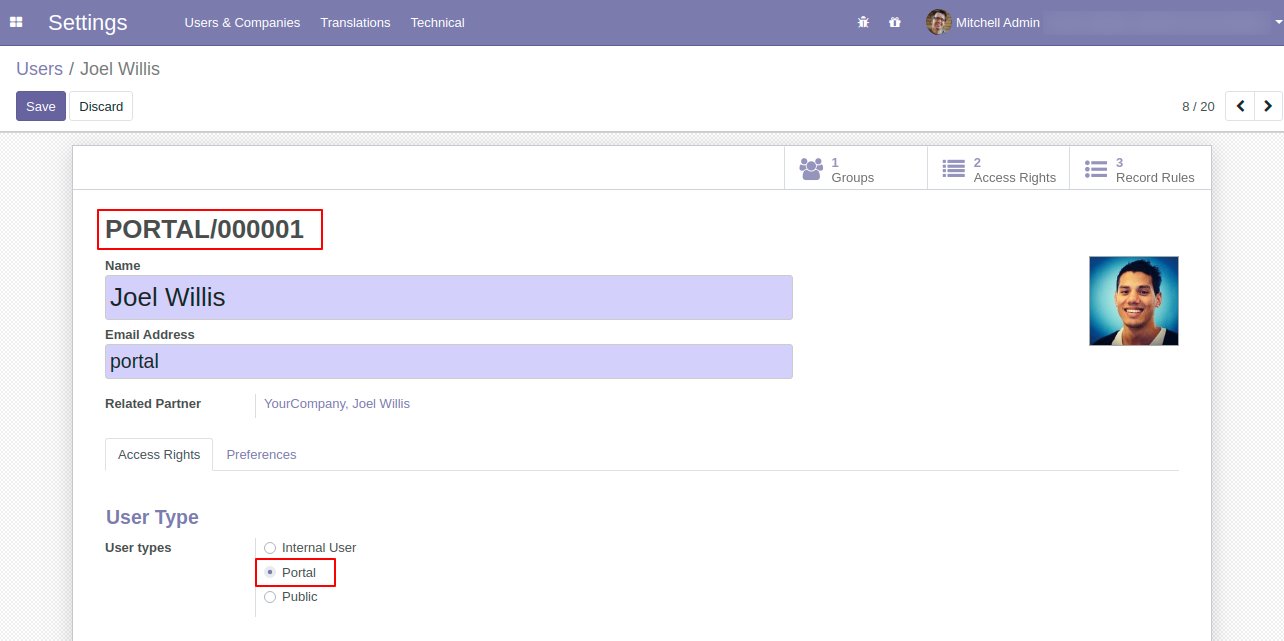 Settings Users & Companies Translations Technical Mitchell Admin
Users / Joel Willis
Save Discard 8 / 20
1 Groups
2 Access Rights
3 Record Rules
PORTAL/000001
Name
Joel Willis
Email Address
portal
Related Partner YourCompany, Joel Willis
Access Rights Preferences
User Type
User types Internal User
Portal
Public